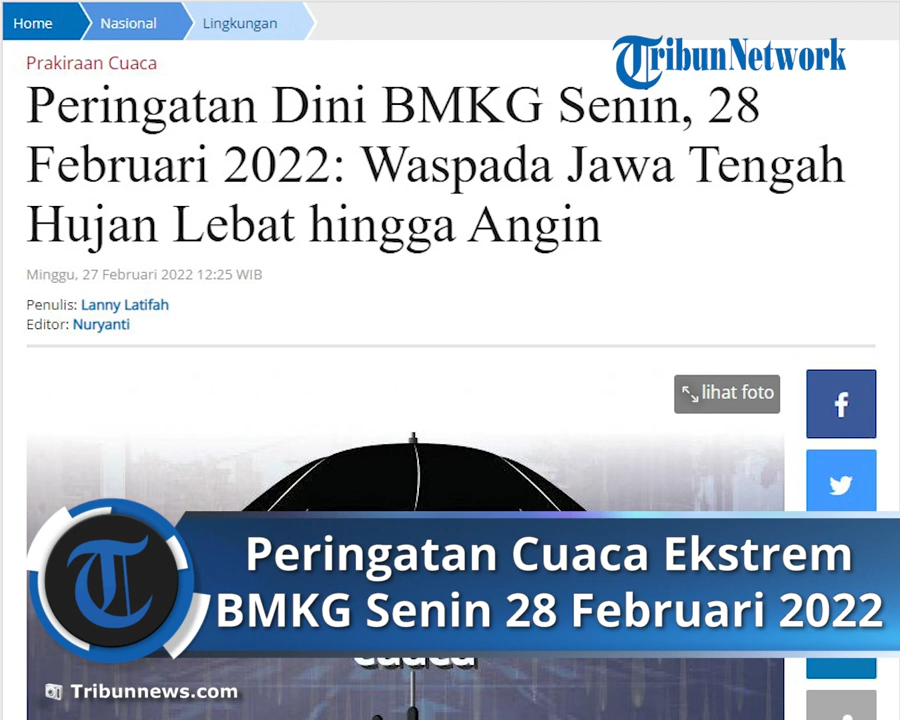 Home Nasional Lingkungan
TribunNetwork
Prakiraan Cuaca
Peringatan Dini BMKG Senin, 28
Februari 2022: Waspada Jawa Tengah
Hujan Lebat hingga Angin
Minggu, 27 Februari 2022 12:25 WIB
Penulis: Lanny Latifah
Editor: Nuryanti
lihat foto
Peringatan Cuaca Ekstrem
BMKG Senin 28 Februari 2022
cuaca
Tribunnews.com